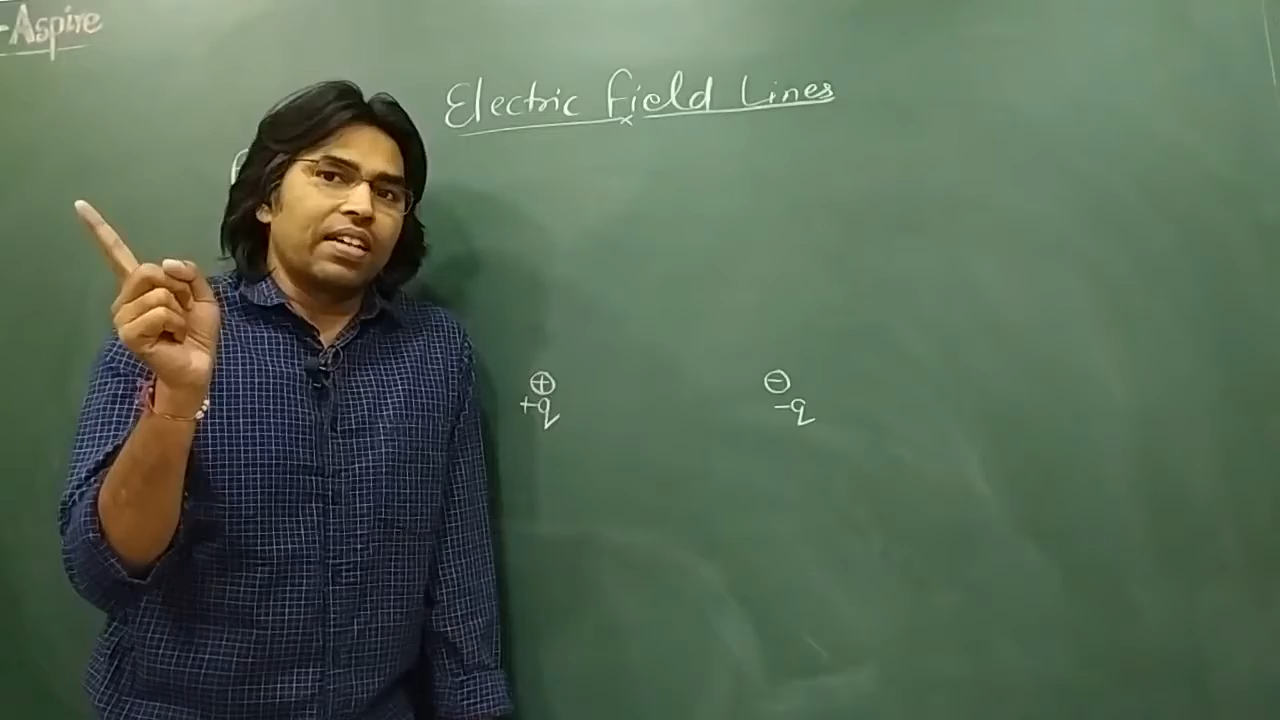 -Aspire
Electric field Lines
⊕ ⊖
+q -q